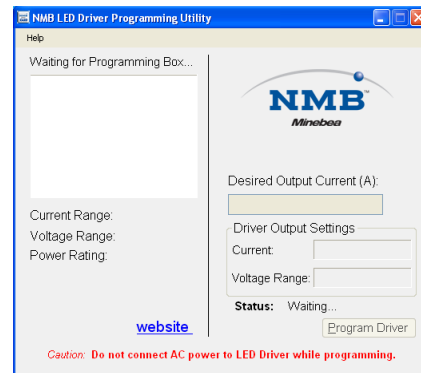 NMB LED Driver Programming Utility
Help
Waiting for Programming Box...
NMB™
Minebea
Desired Output Current (A):
Current Range:
Voltage Range:
Power Rating:
Driver Output Settings
Current:
Voltage Range:
Status: Waiting...
website
Program Driver
Caution: Do not connect AC power to LED Driver while programming.